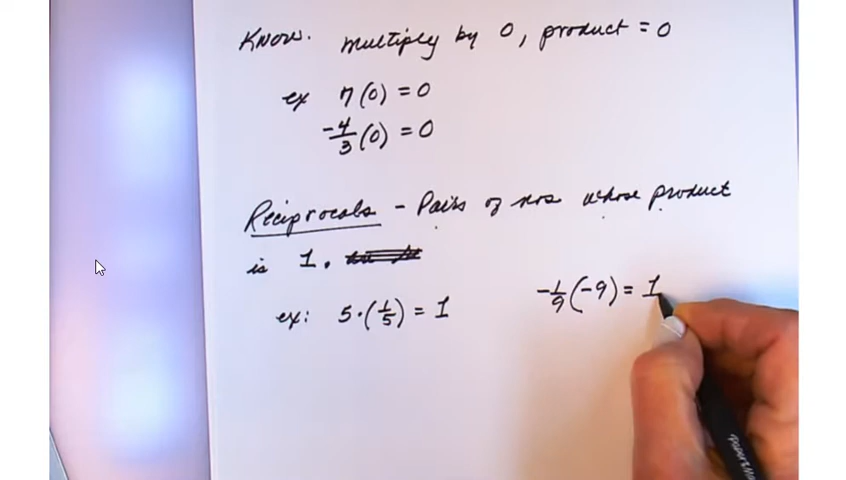 Know. multiply by 0, product = 0
ex 7(0) = 0
-4/3 (0) = 0
Reciprocals - Pairs of nos whose product
is 1.
ex: 5·(1/5) = 1
-1/9 (-9) = 1
PaperMate